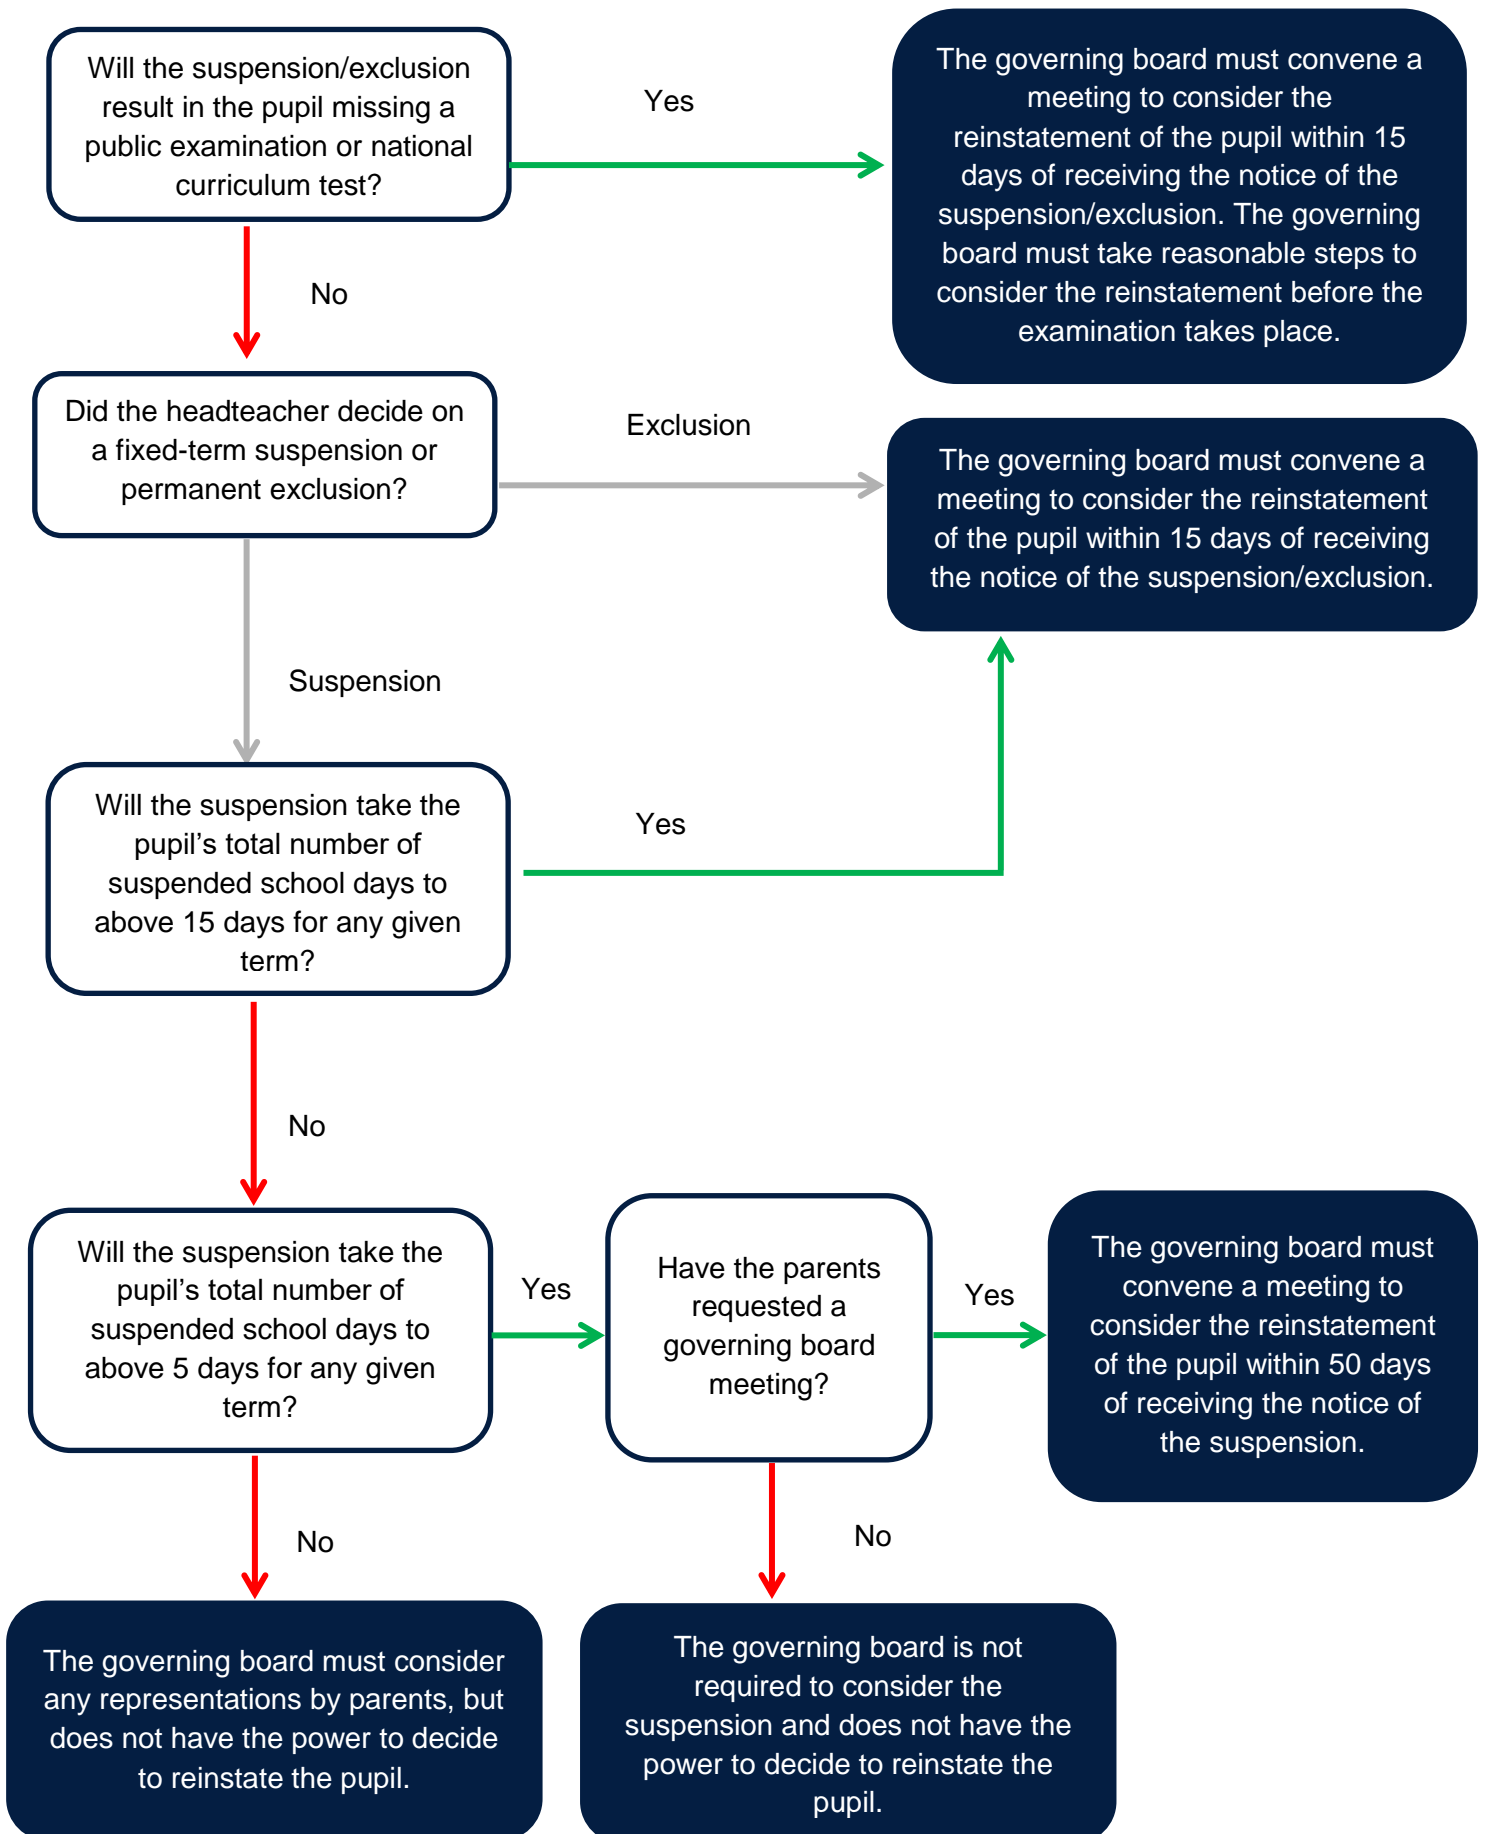 Will the suspension/exclusion
result in the pupil missing a
public examination or national
curriculum test?
Yes
The governing board must convene a
meeting to consider the
reinstatement of the pupil within 15
days of receiving the notice of the
suspension/exclusion. The governing
board must take reasonable steps to
consider the reinstatement before the
examination takes place.
No
Did the headteacher decide on
a fixed-term suspension or
permanent exclusion?
Exclusion
The governing board must convene a
meeting to consider the reinstatement
of the pupil within 15 days of receiving
the notice of the suspension/exclusion.
Suspension
Will the suspension take the
pupil’s total number of
suspended school days to
above 15 days for any given
term?
Yes
No
Will the suspension take the
pupil’s total number of
suspended school days to
above 5 days for any given
term?
Yes
Have the parents
requested a
governing board
meeting?
Yes
The governing board must
convene a meeting to
consider the reinstatement
of the pupil within 50 days
of receiving the notice of
the suspension.
No
No
The governing board must consider
any representations by parents, but
does not have the power to decide
to reinstate the pupil.
The governing board is not
required to consider the
suspension and does not have the
power to decide to reinstate the
pupil.